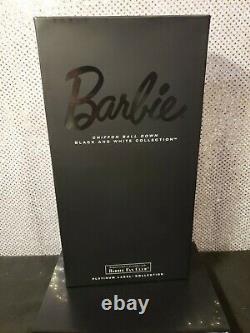 Barbie
CHIFFON BALL GOWN
BLACK AND WHITE COLLECTION™
BARBIE FAN CLUB
PLATINUM LABEL COLLECTION